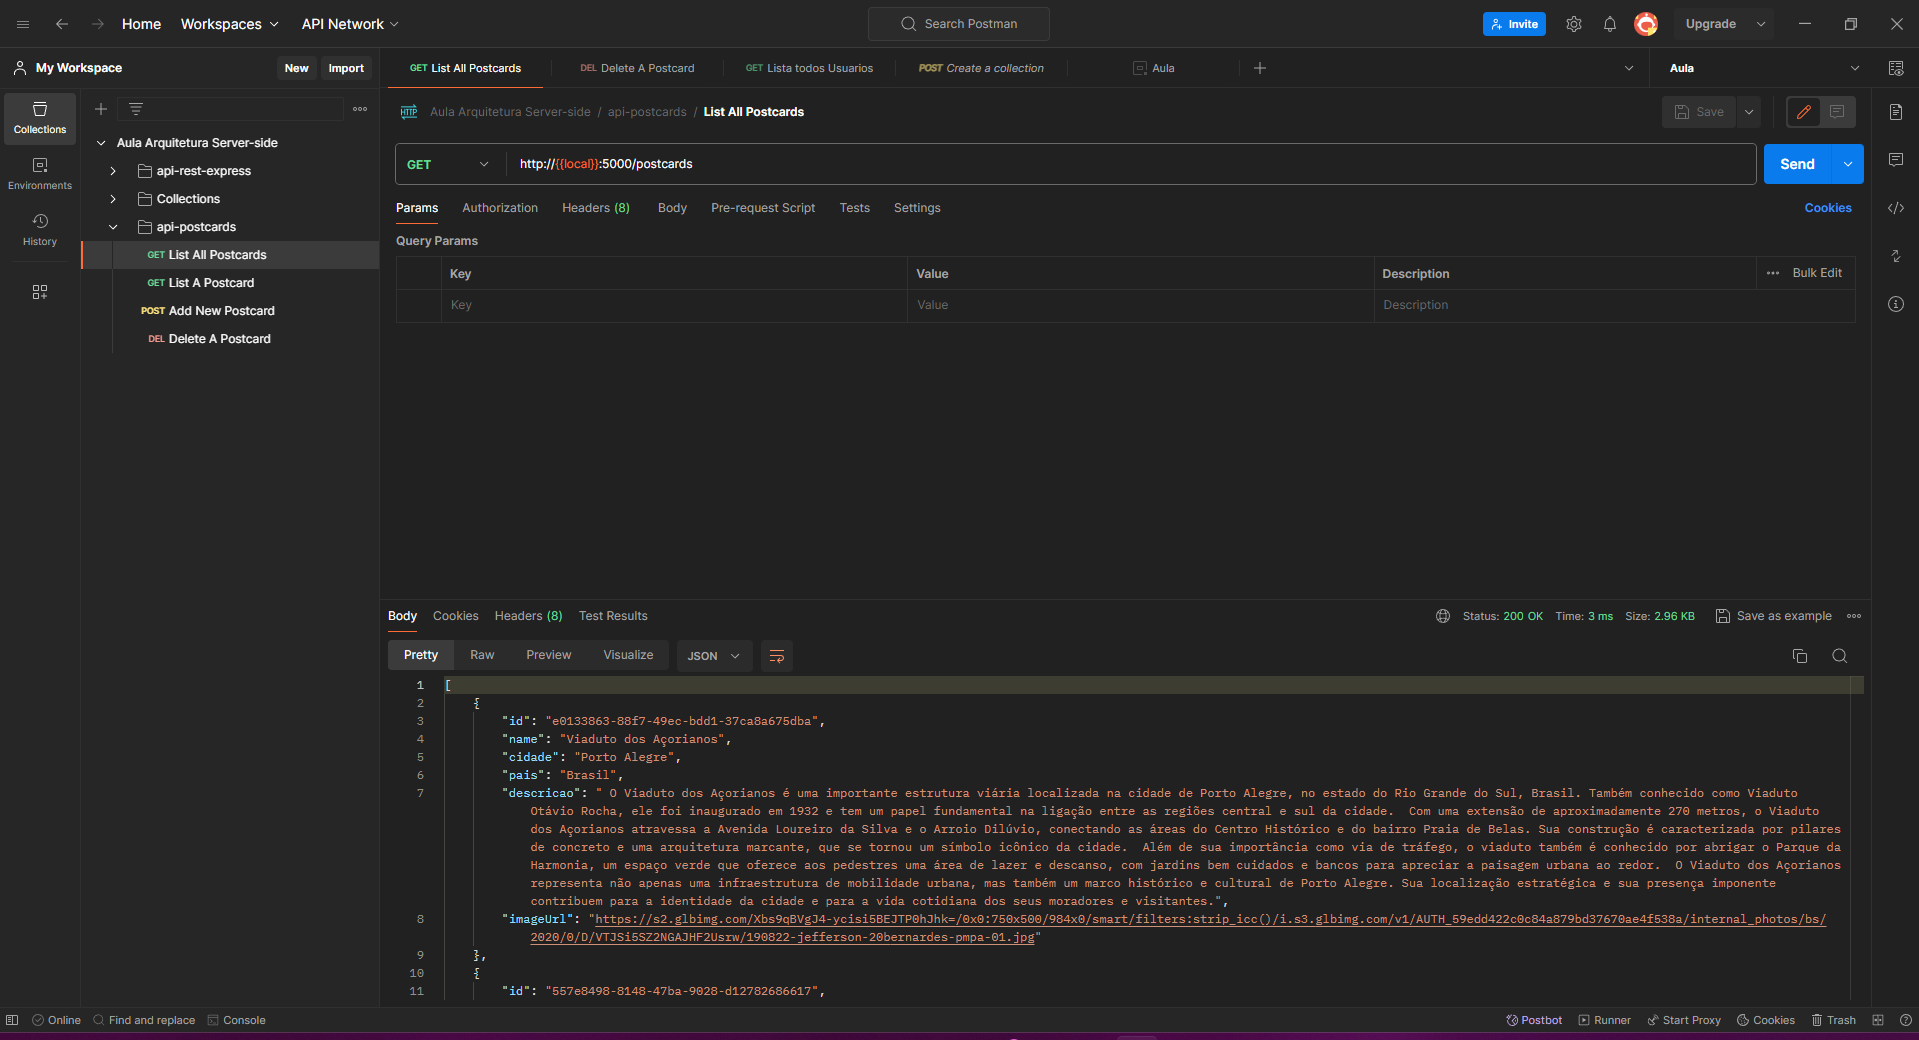 Home Workspaces API Network Search Postman Invite Upgrade
My Workspace New Import
GET List All Postcards DEL Delete A Postcard GET Lista todos Usuarios POST Create a collection Aula Aula
Collections
Environments
History
Aula Arquitetura Server-side
api-rest-express
Collections
api-postcards
GET List All Postcards
GET List A Postcard
POST Add New Postcard
DEL Delete A Postcard
HTTP Aula Arquitetura Server-side / api-postcards / List All Postcards Save
GET http://{{local}}:5000/postcards Send
Params Authorization Headers (8) Body Pre-request Script Tests Settings Cookies
Query Params
Key Value Description Bulk Edit
Key Value Description
Body Cookies Headers (8) Test Results Status: 200 OK Time: 3 ms Size: 2.96 KB Save as example
Pretty Raw Preview Visualize JSON
1 [
2 {
3 "id": "e0133863-88f7-49ec-bdd1-37ca8a675dba",
4 "name": "Viaduto dos Açorianos",
5 "cidade": "Porto Alegre",
6 "pais": "Brasil",
7 "descricao": " O Viaduto dos Açorianos é uma importante estrutura viária localizada na cidade de Porto Alegre, no estado do Rio Grande do Sul, Brasil. Também conhecido como Viaduto
Otávio Rocha, ele foi inaugurado em 1932 e tem um papel fundamental na ligação entre as regiões central e sul da cidade.  Com uma extensão de aproximadamente 270 metros, o Viaduto
dos Açorianos atravessa a Avenida Loureiro da Silva e o Arroio Dilúvio, conectando as áreas do Centro Histórico e do bairro Praia de Belas. Sua construção é caracterizada por pilares
de concreto e uma arquitetura marcante, que se tornou um símbolo icônico da cidade.  Além de sua importância como via de tráfego, o viaduto também é conhecido por abrigar o Parque da
Harmonia, um espaço verde que oferece aos pedestres uma área de lazer e descanso, com jardins bem cuidados e bancos para apreciar a paisagem urbana ao redor.  O Viaduto dos Açorianos
representa não apenas uma infraestrutura de mobilidade urbana, mas também um marco histórico e cultural de Porto Alegre. Sua localização estratégica e sua presença imponente
contribuem para a identidade da cidade e para a vida cotidiana dos seus moradores e visitantes.",
8 "imageUrl": "https://s2.glbimg.com/Xbs9qBVgJ4-ycisi5BEJTP0hJhk=/0x0:750x500/984x0/smart/filters:strip_icc()/i.s3.glbimg.com/v1/AUTH_59edd422c0c84a879bd37670ae4f538a/internal_photos/bs/
2020/0/D/VTJSi5SZ2NGAJHF2Usrw/190822-jefferson-20bernardes-pmpa-01.jpg"
9 },
10 {
11 "id": "557e8498-8148-47ba-9028-d12782686617",
Online Find and replace Console Postbot Runner Start Proxy Cookies Trash